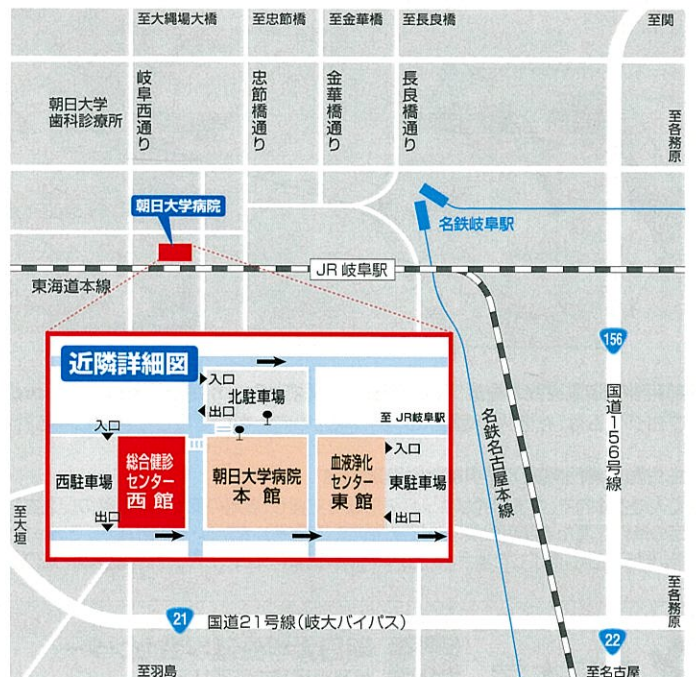 至大縄場大橋
至忠節橋
至金華橋
至長良橋
至関
朝日大学
歯科診療所
岐阜西通り
忠節橋通り
金華橋通り
長良橋通り
至各務原
朝日大学病院
名鉄岐阜駅
JR 岐阜駅
東海道本線
156
国道156号線
名鉄名古屋本線
近隣詳細図
入口
北駐車場
出口
至 JR岐阜駅
入口
西駐車場
出口
総合健診
センター
西館
朝日大学病院
本館
血液浄化
センター
東館
入口
東駐車場
出口
至大垣
至各務原
21
国道21号線(岐大バイパス)
22
至羽島
至名古屋